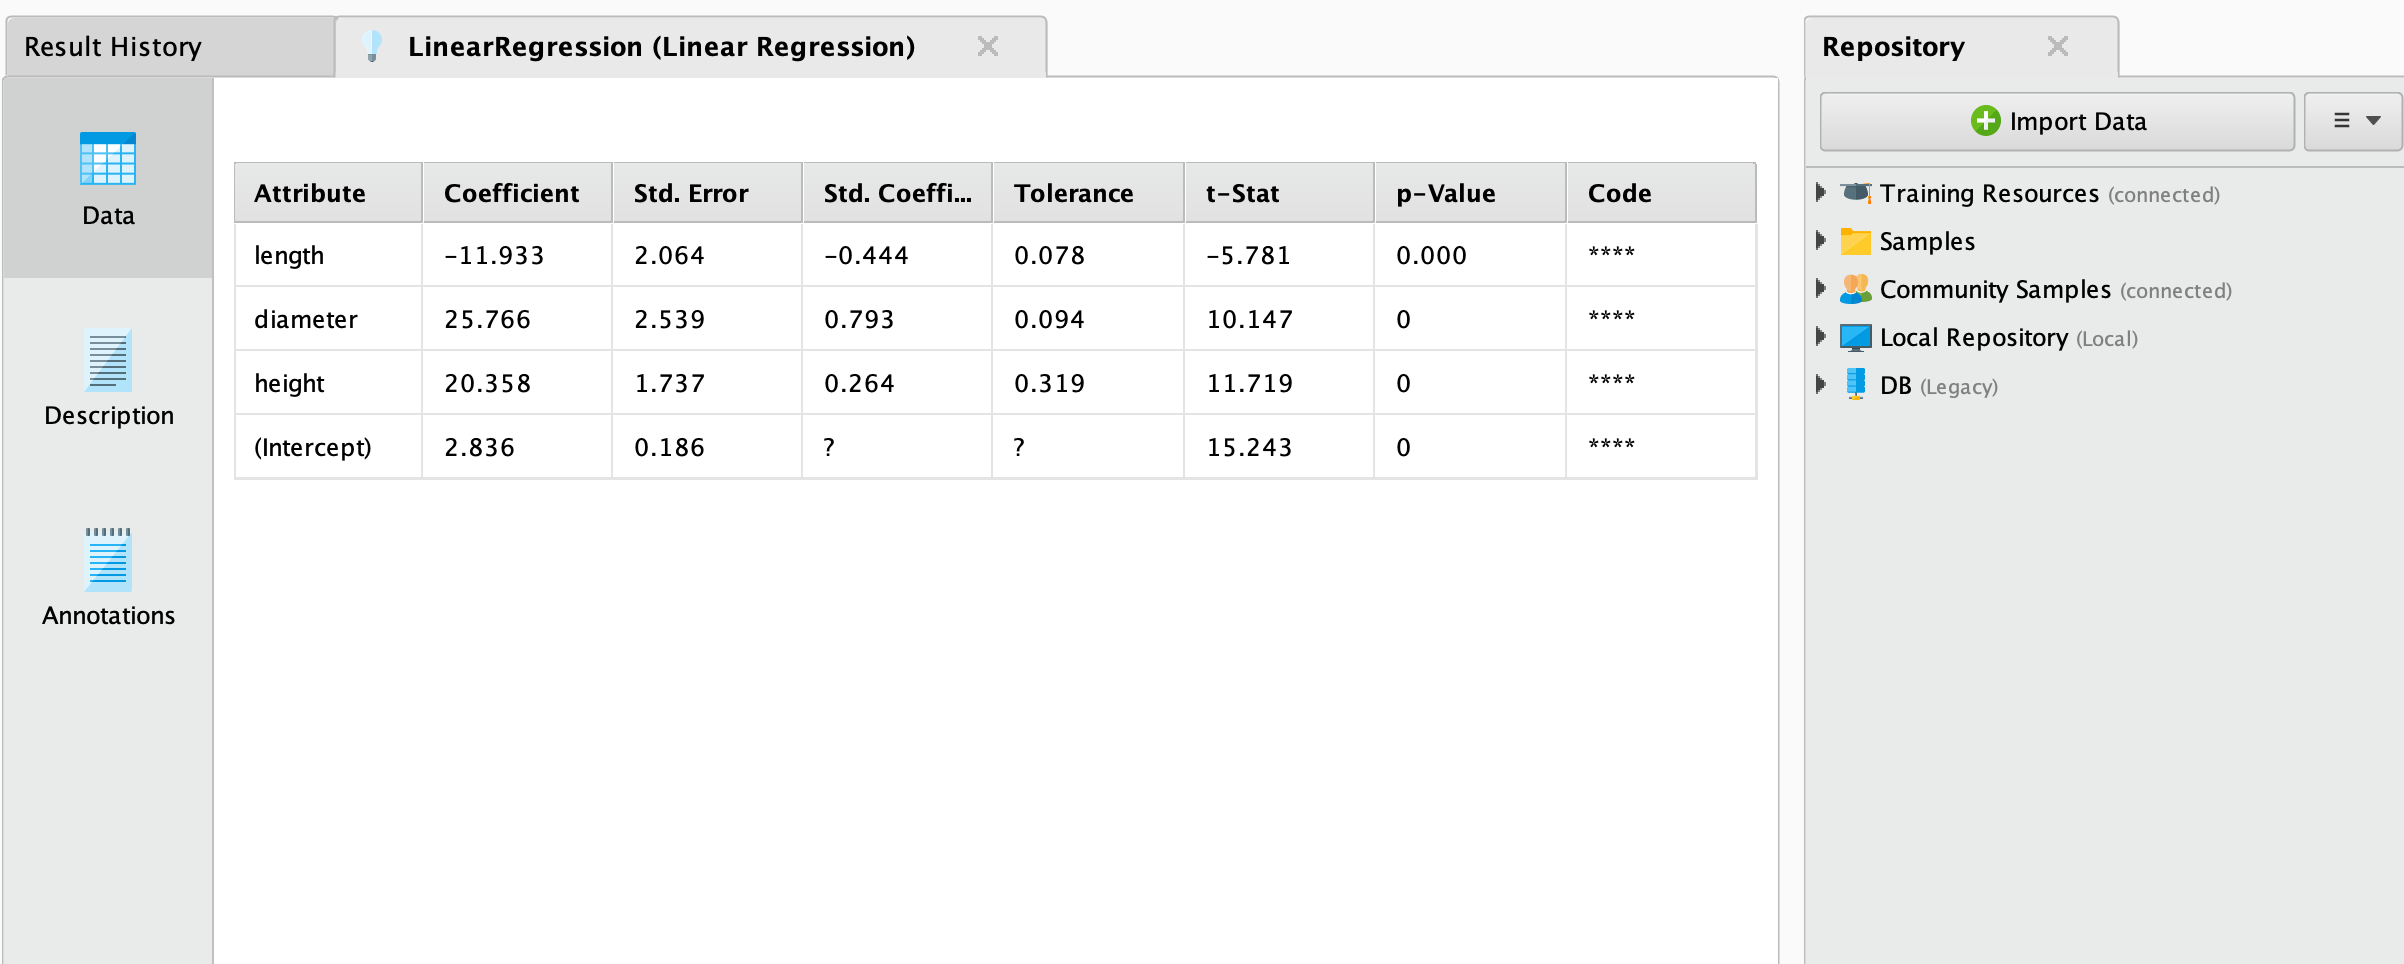 Result History
LinearRegression (Linear Regression)
Repository
Import Data
Data
Description
Annotations
Attribute Coefficient Std. Error Std. Coeffi... Tolerance t-Stat p-Value Code
length -11.933 2.064 -0.444 0.078 -5.781 0.000 ****
diameter 25.766 2.539 0.793 0.094 10.147 0 ****
height 20.358 1.737 0.264 0.319 11.719 0 ****
(Intercept) 2.836 0.186 ? ? 15.243 0 ****
Training Resources (connected)
Samples
Community Samples (connected)
Local Repository (Local)
DB (Legacy)